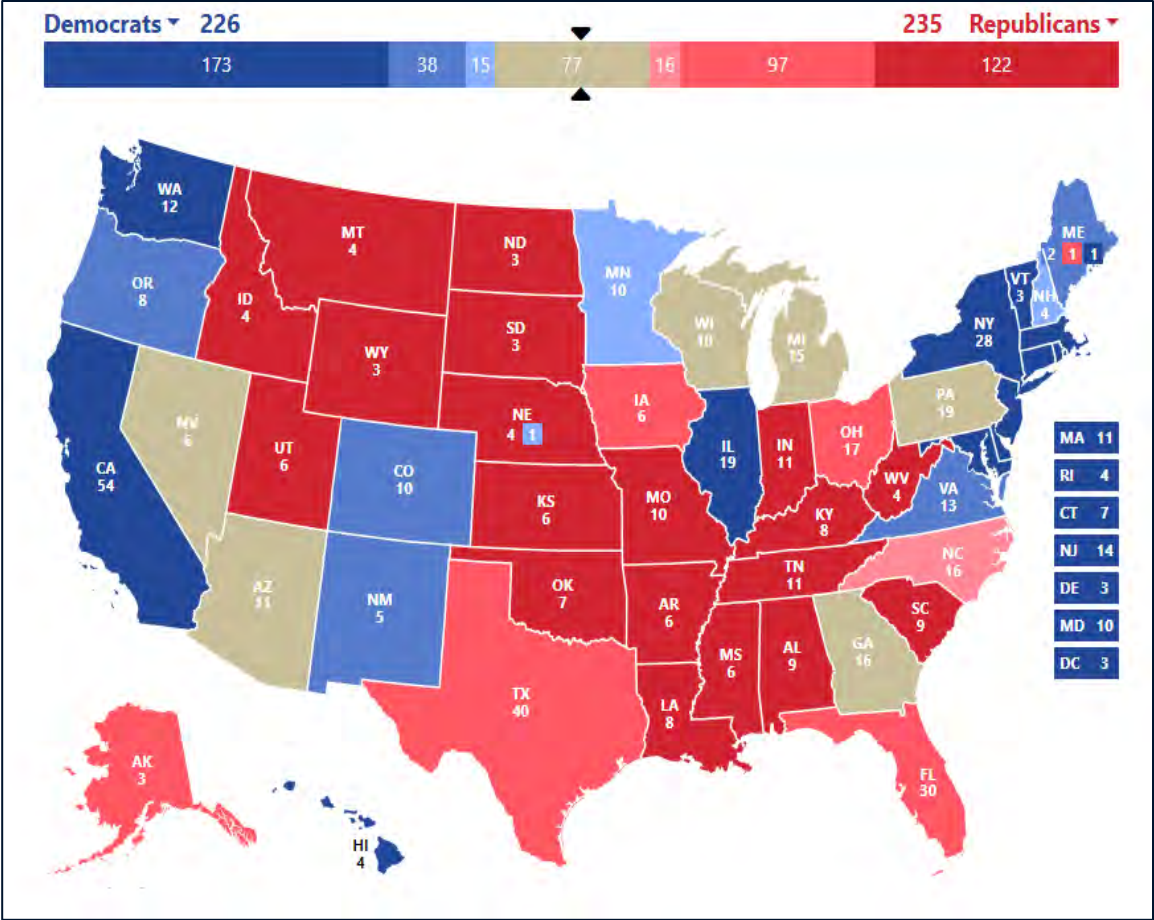 Democrats 226
235 Republicans
173 38 15 77 16 97 122
WA
12
OR
8
CA
54
NV
6
ID
4
MT
4
WY
3
UT
6
AZ
11
CO
10
NM
5
ND
3
SD
3
NE
4 1
KS
6
OK
7
TX
40
MN
10
IA
6
MO
10
AR
6
LA
8
WI
10
IL
19
MI
15
IN
11
OH
17
KY
8
TN
11
MS
6
AL
9
GA
16
FL
30
SC
9
NC
16
VA
13
WV
4
PA
19
NY
28
VT
3
NH
4
ME
2 1 1
MA 11
RI 4
CT 7
NJ 14
DE 3
MD 10
DC 3
AK
3
HI
4